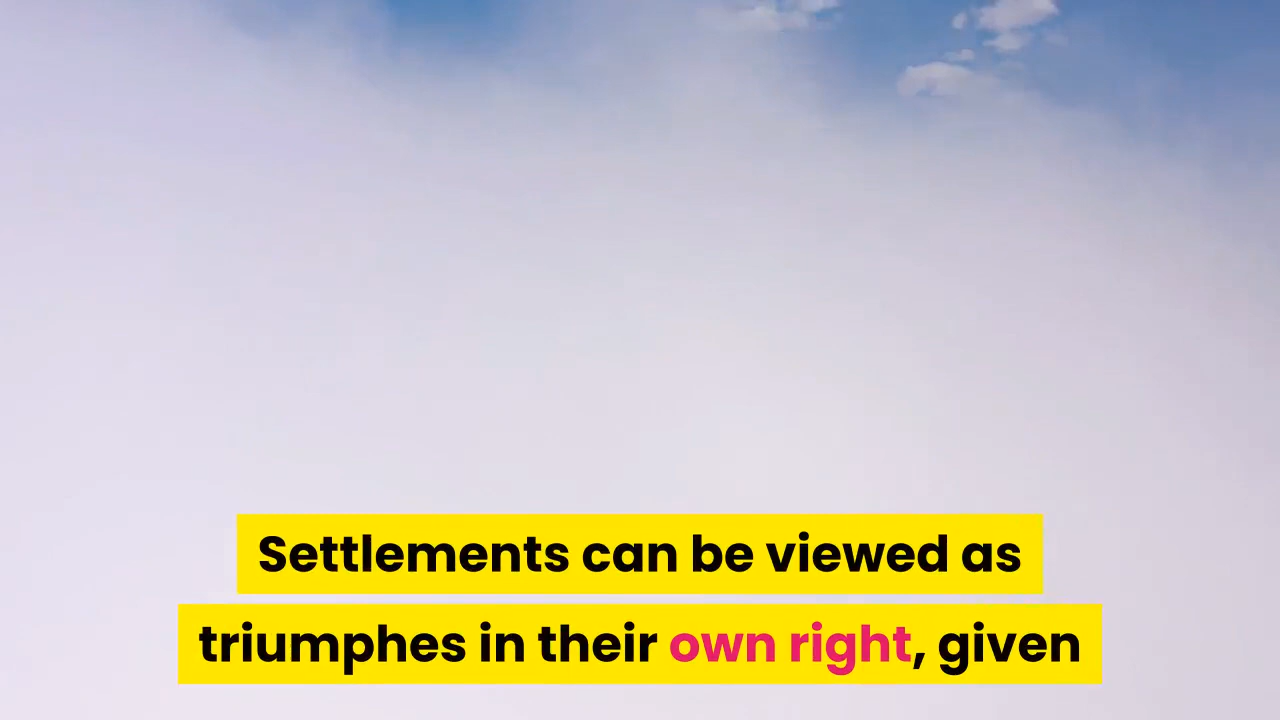 Settlements can be viewed as
triumphes in their own right, given